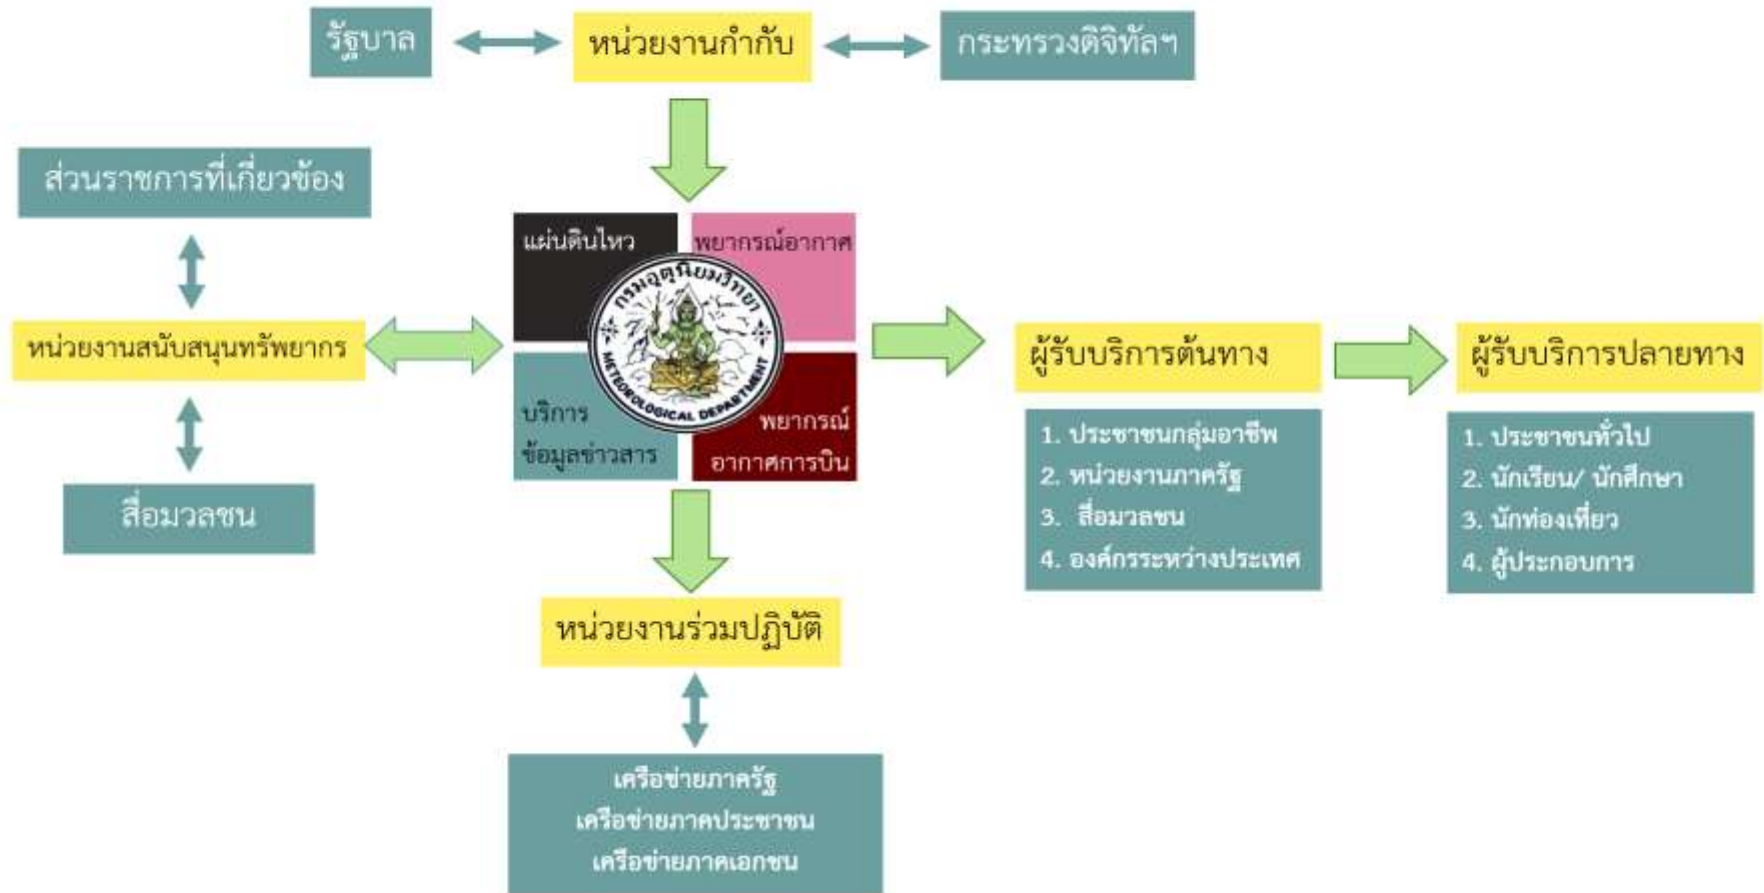 รัฐบาล
หน่วยงานกำกับ
กระทรวงดิจิทัลฯ
ส่วนราชการที่เกี่ยวข้อง
แผ่นดินไหว
พยากรณ์อากาศ
กรมอุตุนิยมวิทยา
METEOROLOGICAL DEPARTMENT
หน่วยงานสนับสนุนทรัพยากร
บริการ
ข้อมูลข่าวสาร
พยากรณ์
อากาศการบิน
สื่อมวลชน
ผู้รับบริการต้นทาง
1. ประชาชนกลุ่มอาชีพ
2. หน่วยงานภาครัฐ
3. สื่อมวลชน
4. องค์กรระหว่างประเทศ
ผู้รับบริการปลายทาง
1. ประชาชนทั่วไป
2. นักเรียน/ นักศึกษา
3. นักท่องเที่ยว
4. ผู้ประกอบการ
หน่วยงานร่วมปฏิบัติ
เครือข่ายภาครัฐ
เครือข่ายภาคประชาชน
เครือข่ายภาคเอกชน